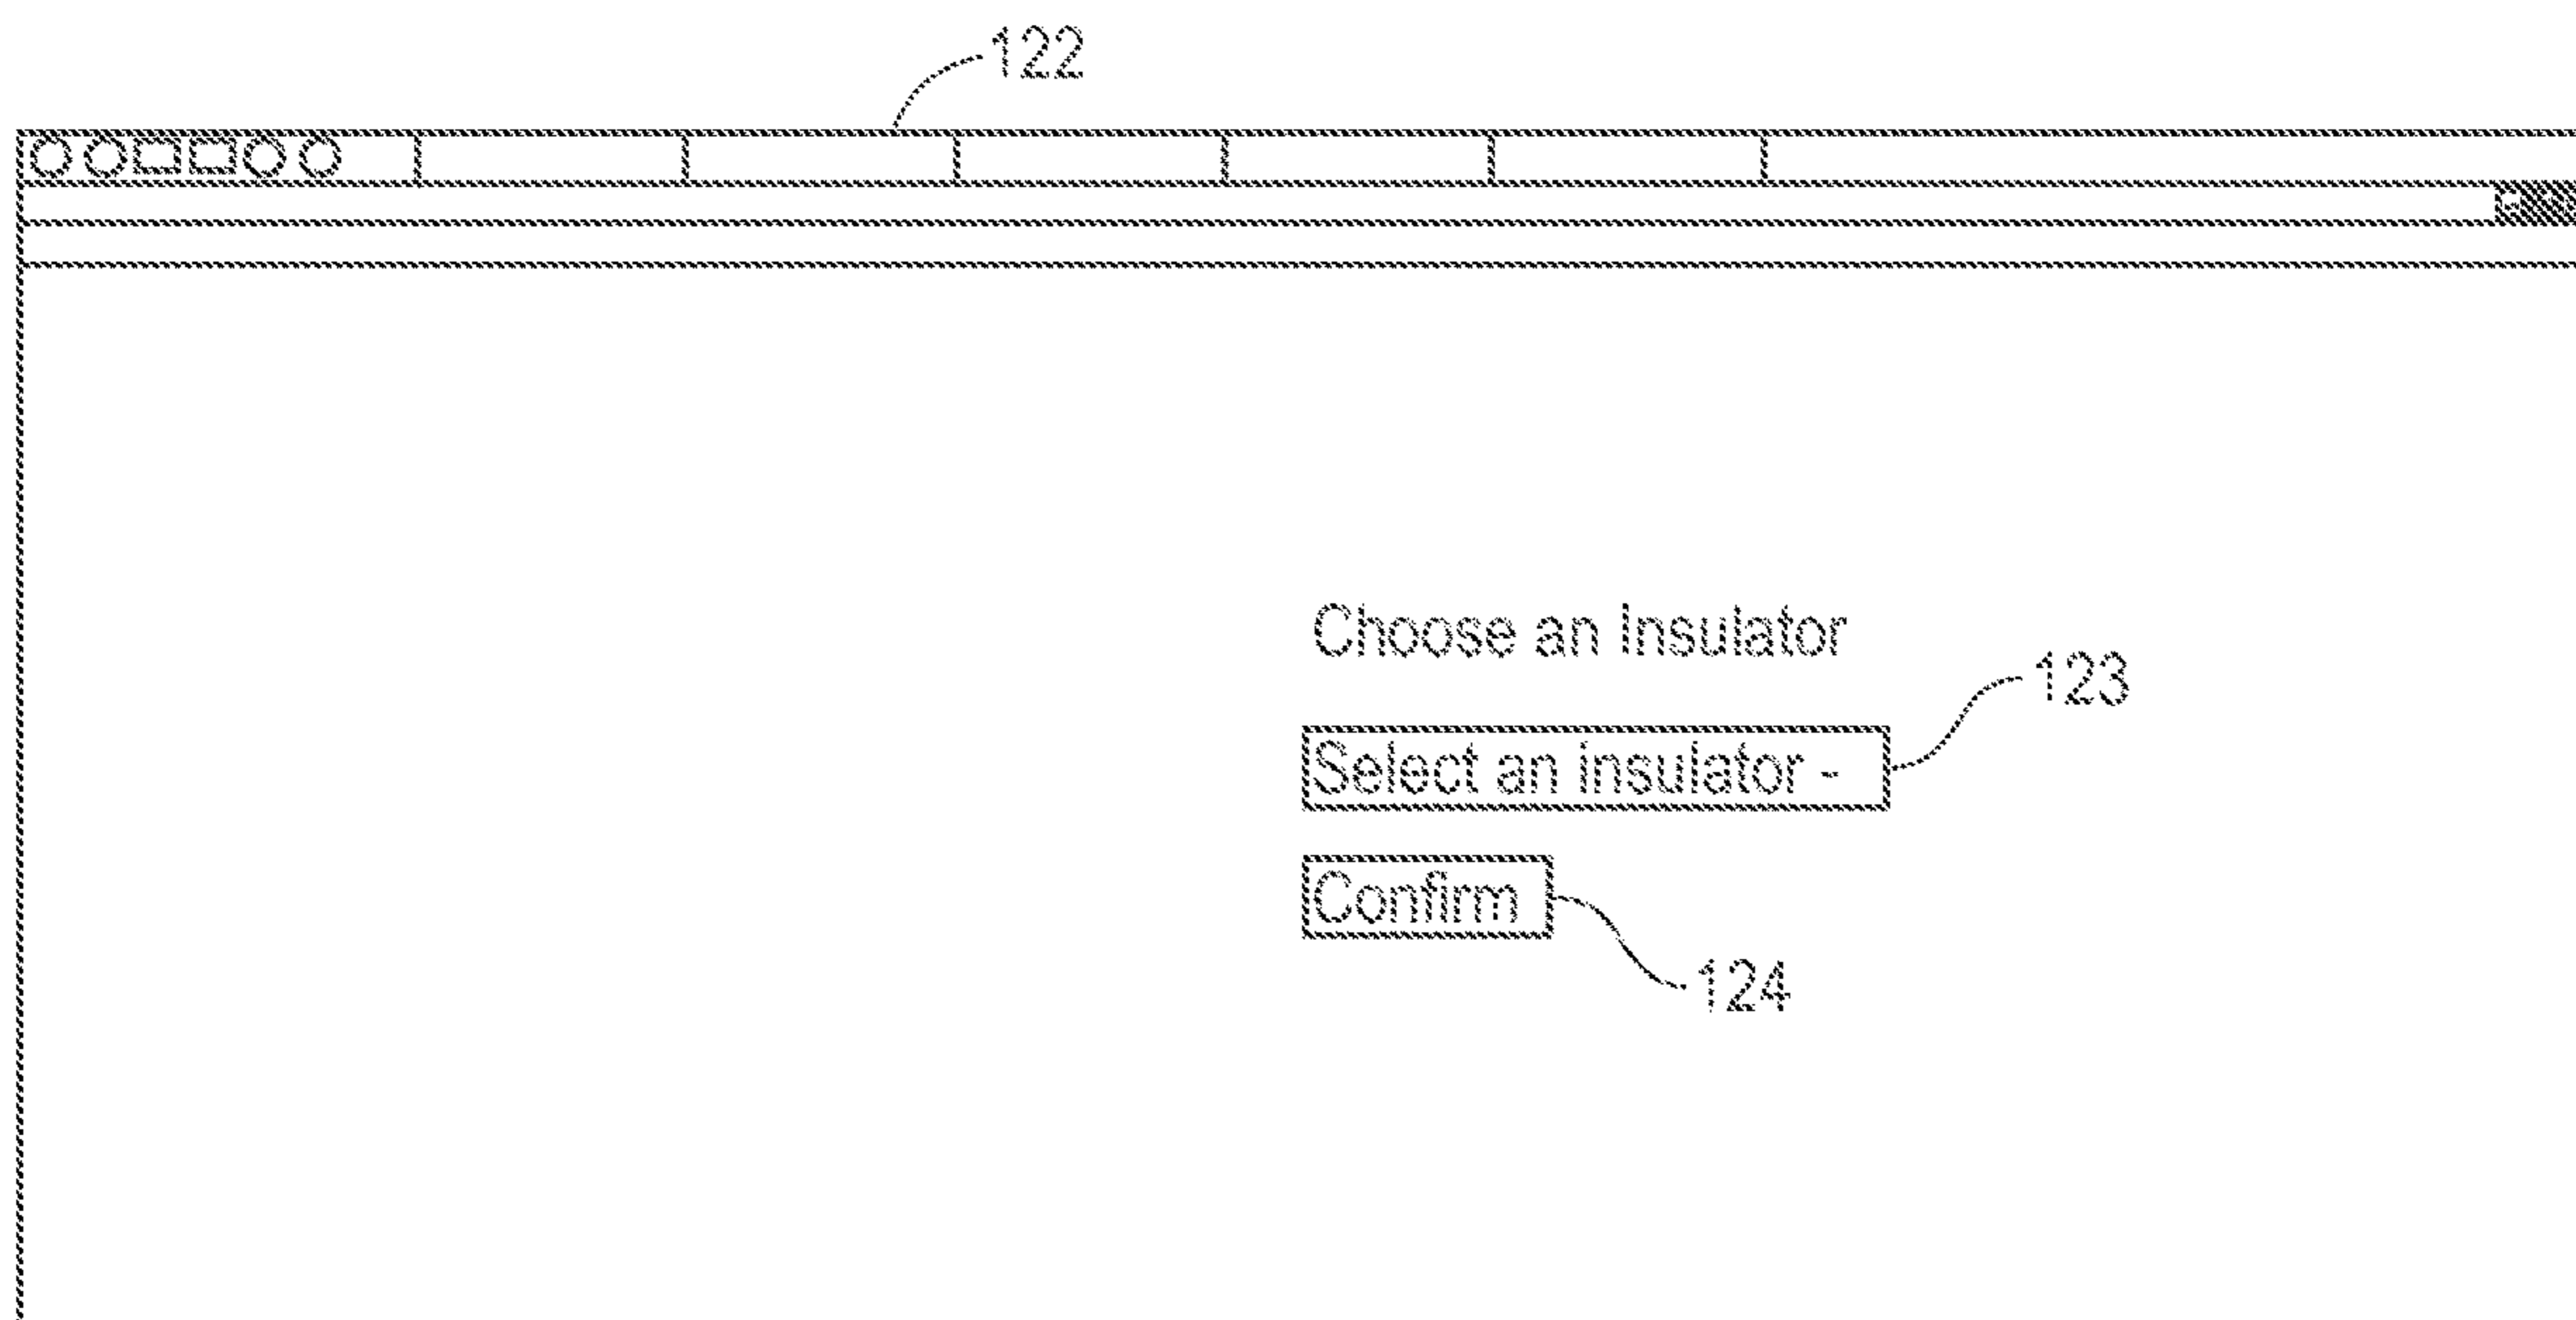 122
Choose an Insulator
123
Select an insulator -
Confirm
124